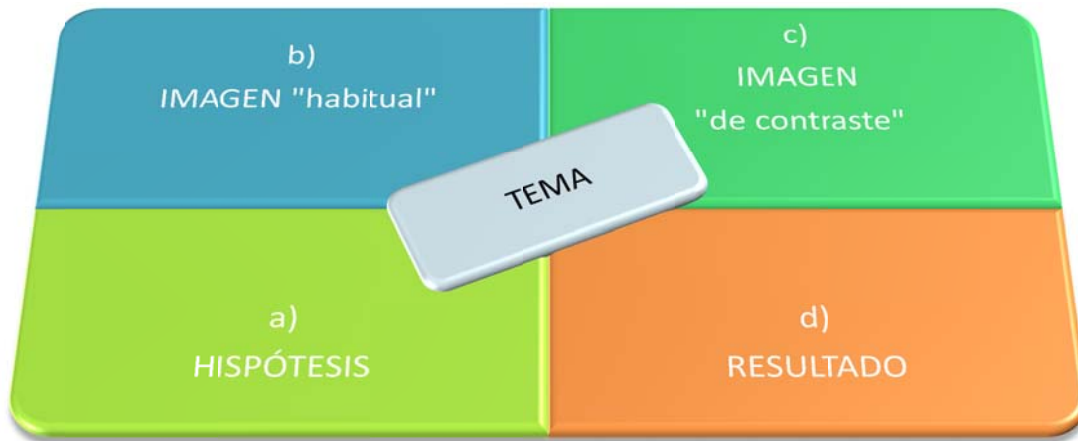 b)
IMAGEN "habitual"
c)
IMAGEN
"de contraste"
TEMA
a)
HISPÓTESIS
d)
RESULTADO